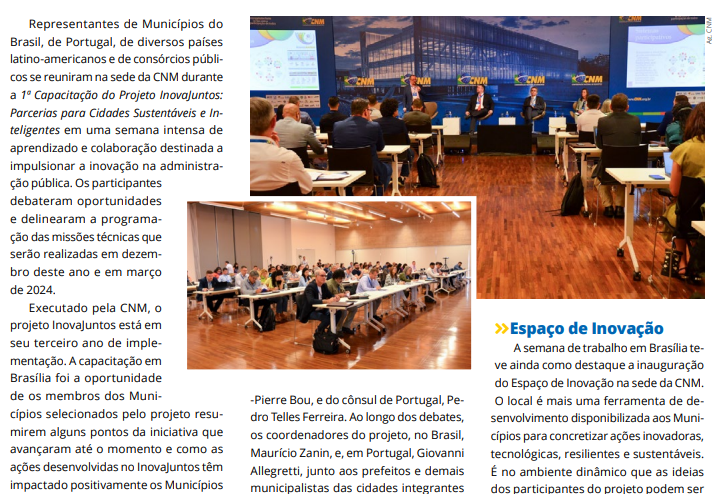 Representantes de Municípios do
Brasil, de Portugal, de diversos países
latino-americanos e de consórcios públi-
cos se reuniram na sede da CNM durante
a 1ª Capacitação do Projeto InovaJuntos:
Parcerias para Cidades Sustentáveis e In-
teligentes em uma semana intensa de
aprendizado e colaboração destinada a
impulsionar a inovação na administra-
ção pública. Os participantes
debateram oportunidades
e delinearam a programa-
ção das missões técnicas que
serão realizadas em dezem-
bro deste ano e em março
de 2024.
Executado pela CNM, o
projeto InovaJuntos está em
seu terceiro ano de imple-
mentação. A capacitação em
Brasília foi a oportunidade
de os membros dos Muni-
cípios selecionados pelo projeto resu-
mirem alguns pontos da iniciativa que
avançaram até o momento e como as
ações desenvolvidas no InovaJuntos têm
impactado positivamente os Municípios
CNM
CNM
CNM
CNM
CNM
Ag. CNM
-Pierre Bou, e do cônsul de Portugal, Pe-
dro Telles Ferreira. Ao longo dos debates,
os coordenadores do projeto, no Brasil,
Maurício Zanin, e, em Portugal, Giovanni
Allegretti, junto aos prefeitos e demais
municipalistas das cidades integrantes
Espaço de Inovação
A semana de trabalho em Brasília te-
ve ainda como destaque a inauguração
do Espaço de Inovação na sede da CNM.
O local é mais uma ferramenta de de-
senvolvimento disponibilizada aos Muni-
cípios para concretizar ações inovadoras,
tecnológicas, resilientes e sustentáveis.
É no ambiente dinâmico que as ideias
dos participantes do projeto podem ser